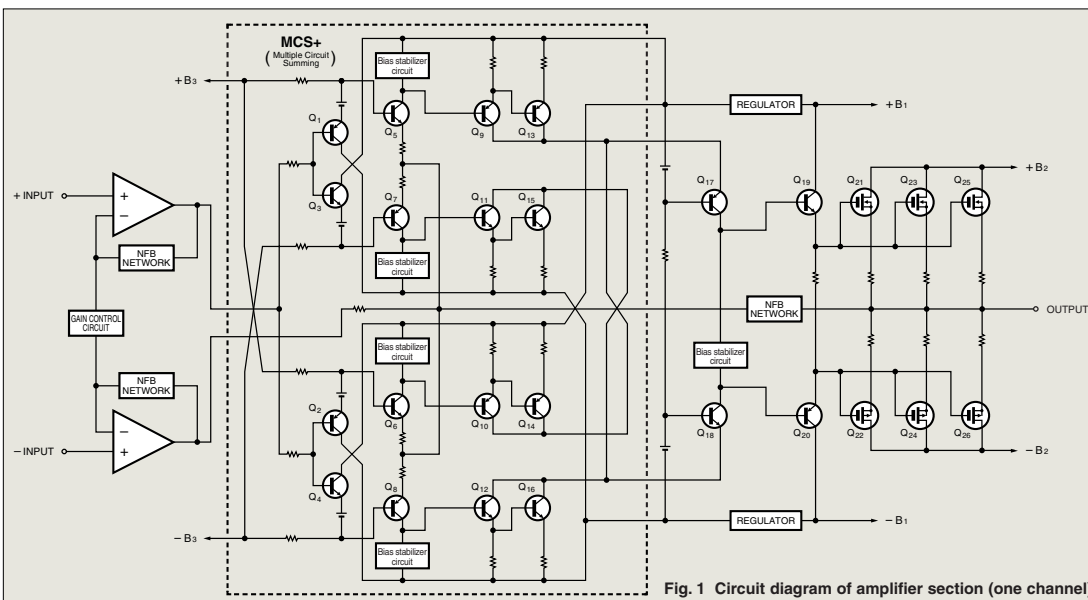 MCS+
( Multiple Circuit
Summing )
+B3
Bias stabilizer
circuit
Q1
Q5
Q9
Q13
REGULATOR
+B1
+ INPUT
+
−
NFB
NETWORK
Q3
Q7
Q11
Q15
Bias stabilizer
circuit
Q17
Q19
Q21
Q23
Q25
+B2
GAIN CONTROL
CIRCUIT
NFB
NETWORK
OUTPUT
NFB
NETWORK
− INPUT
−
+
Bias stabilizer
circuit
Q2
Q6
Q10
Q14
Bias stabilizer
circuit
Q18
Q20
Q22
Q24
Q26
−B2
Q4
Q8
Q12
Q16
−B3
Bias stabilizer
circuit
REGULATOR
−B1
Fig. 1 Circuit diagram of amplifier section (one channel